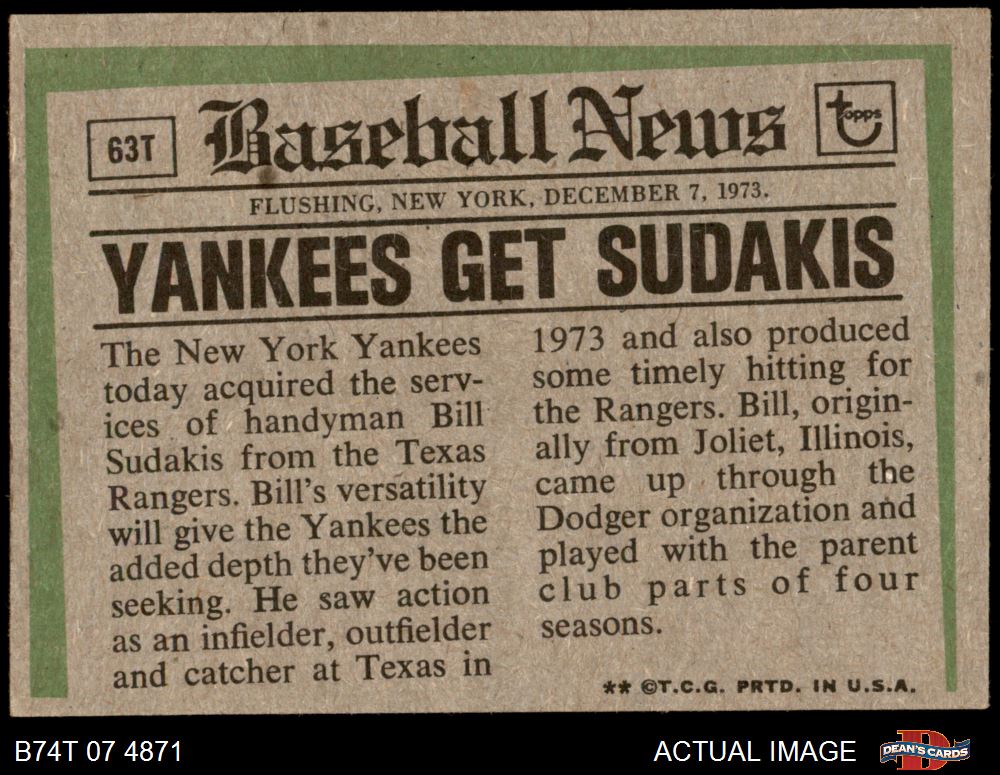 63T
Baseball News
topps
FLUSHING, NEW YORK, DECEMBER 7, 1973.
YANKEES GET SUDAKIS
The New York Yankees
today acquired the serv-
ices of handyman Bill
Sudakis from the Texas
Rangers. Bill's versatility
will give the Yankees the
added depth they've been
seeking. He saw action
as an infielder, outfielder
and catcher at Texas in
1973 and also produced
some timely hitting for
the Rangers. Bill, origin-
ally from Joliet, Illinois,
came up through the
Dodger organization and
played with the parent
club parts of four
seasons.
** ©T.C.G. PRTD. IN U.S.A.
B74T 07 4871
ACTUAL IMAGE
D
DEAN'S CARDS